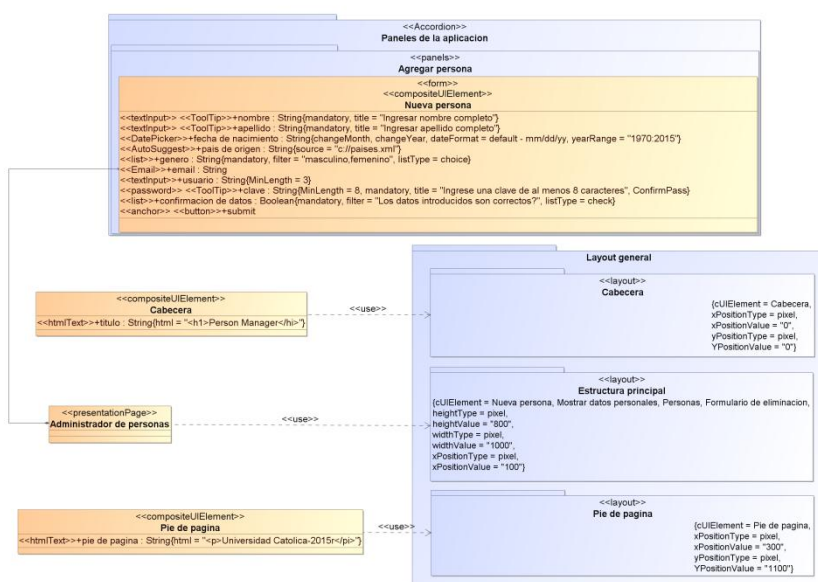 <<Accordion>>
Paneles de la aplicacion
<<panels>>
Agregar persona
<<form>>
<<compositeUIElement>>
Nueva persona
<<textInput>> <<ToolTip>>+nombre : String{mandatory, title = "Ingresar nombre completo"}
<<textInput>> <<ToolTip>>+apellido : String{mandatory, title = "Ingresar apellido completo"}
<<DatePicker>>+fecha de nacimiento : String{changeMonth, changeYear, dateFormat = default - mm/dd/yy, yearRange = "1970:2015"}
<<AutoSuggest>>+pais de origen : String{source = "c://paises.xml"}
<<list>>+genero : String{mandatory, filter = "masculino,femenino", listType = choice}
<<Email>>+email : String
<<textInput>>+usuario : String{MinLength = 3}
<<password>> <<ToolTip>>+clave : String{MinLength = 8, mandatory, title = "Ingrese una clave de al menos 8 caracteres", ConfirmPass}
<<list>>+confirmacion de datos : Boolean{mandatory, filter = "Los datos introducidos son correctos?", listType = check}
<<anchor>> <<button>>+submit
Layout general
<<layout>>
Cabecera
{cUIElement = Cabecera,
xPositionType = pixel,
xPositionValue = "0",
yPositionType = pixel,
YPositionValue = "0"}
<<compositeUIElement>>
Cabecera
<<htmlText>>+titulo : String{html = "<h1>Person Manager</hi>"}
<<use>>
<<layout>>
Estructura principal
{cUIElement = Nueva persona, Mostrar datos personales, Personas, Formulario de eliminacion,
heightType = pixel,
heightValue = "800",
widthType = pixel,
widthValue = "1000",
xPositionType = pixel,
xPositionValue = "100"}
<<presentationPage>>
Administrador de personas
<<use>>
<<layout>>
Pie de pagina
{cUIElement = Pie de pagina,
xPositionType = pixel,
xPositionValue = "300",
yPositionType = pixel,
YPositionValue = "1100"}
<<compositeUIElement>>
Pie de pagina
<<htmlText>>+pie de pagina : String{html = "<p>Universidad Catolica-2015r</pi>"}
<<use>>